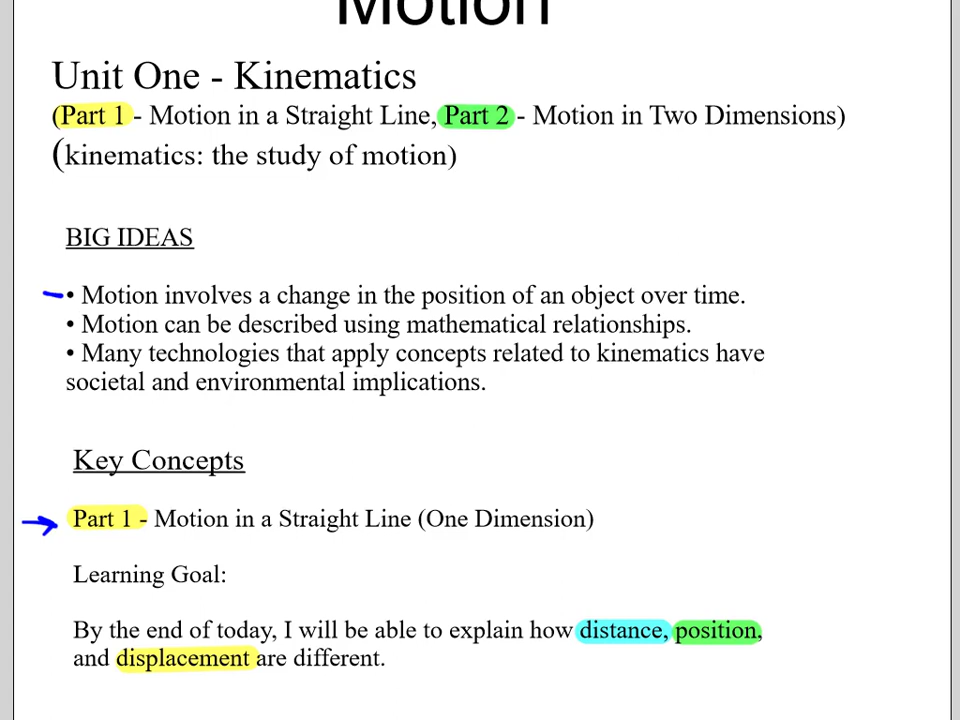 Motion
Unit One - Kinematics
(Part 1 - Motion in a Straight Line, Part 2 - Motion in Two Dimensions)
(kinematics: the study of motion)
BIG IDEAS
• Motion involves a change in the position of an object over time.
• Motion can be described using mathematical relationships.
• Many technologies that apply concepts related to kinematics have
societal and environmental implications.
Key Concepts
Part 1 - Motion in a Straight Line (One Dimension)
Learning Goal:
By the end of today, I will be able to explain how distance, position,
and displacement are different.